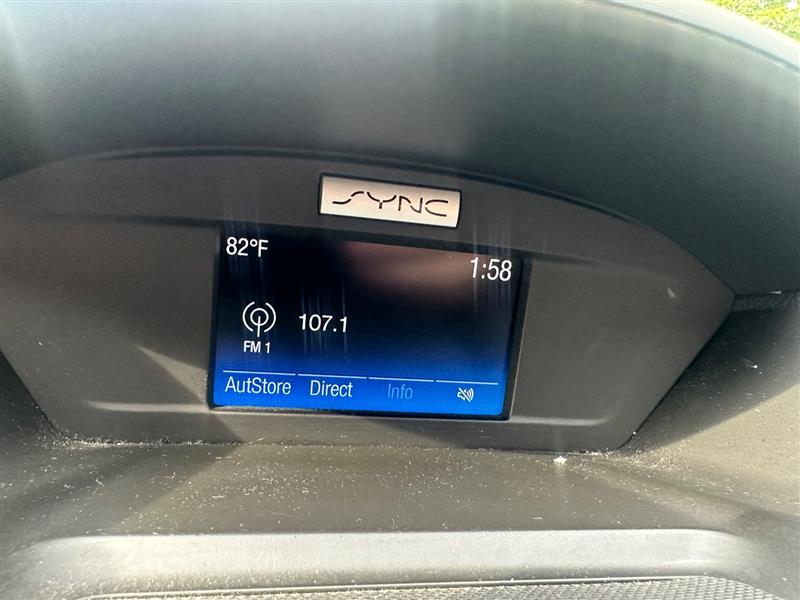 SYNC
82°F
1:58
107.1
FM 1
AutStore Direct Info